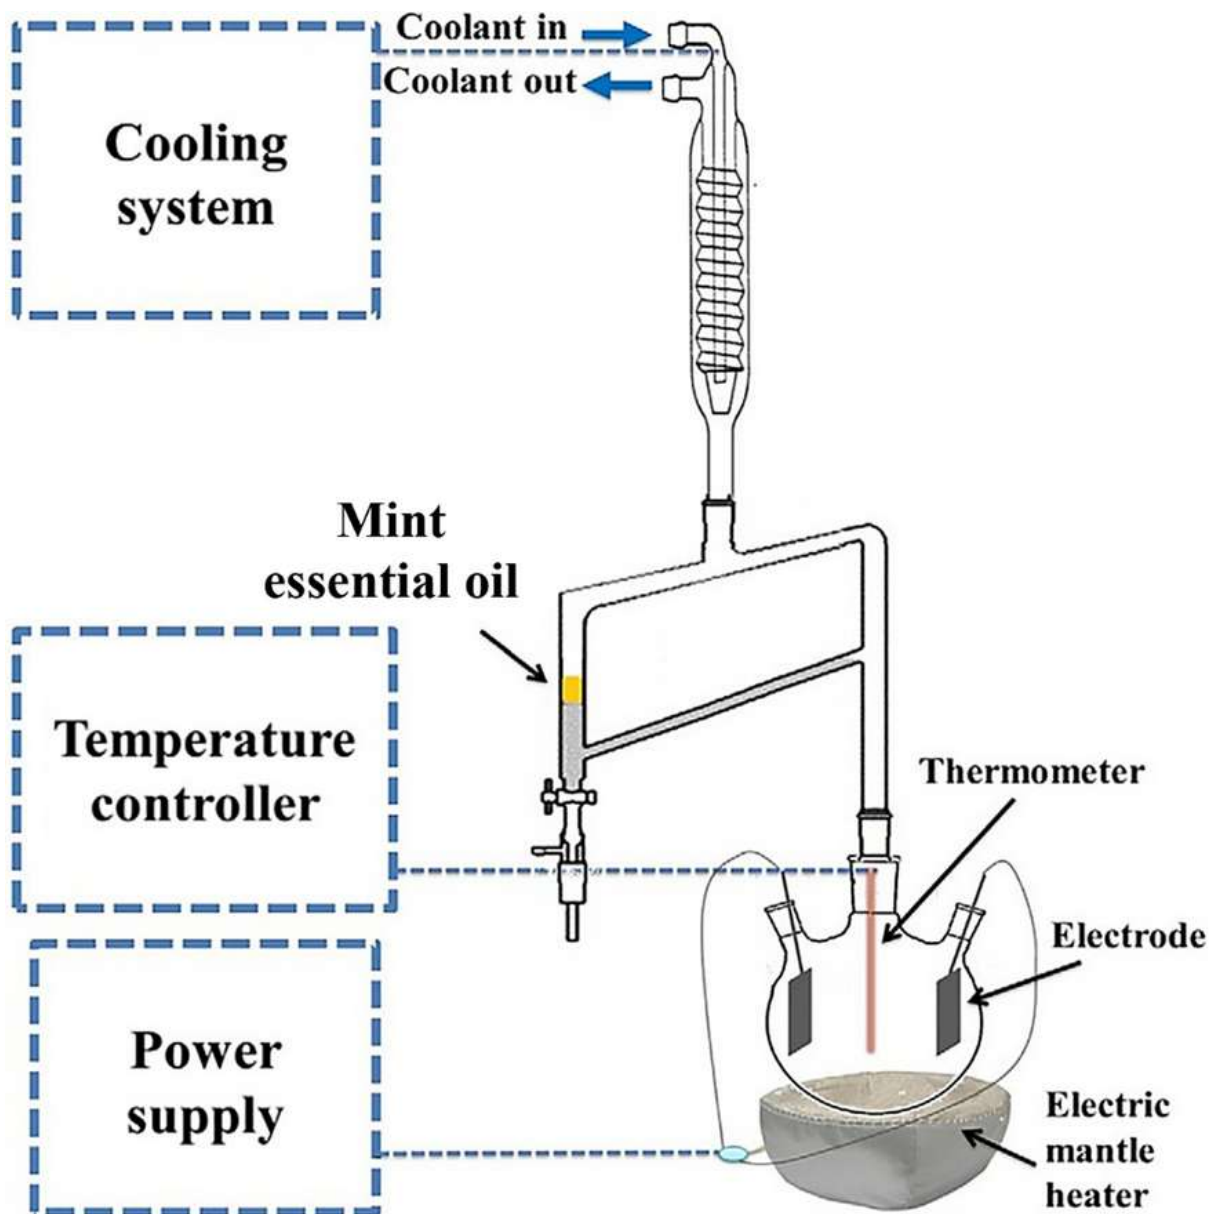 Coolant in
Coolant out
Cooling
system
Mint
essential oil
Temperature
controller
Thermometer
Electrode
Power
supply
Electric
mantle
heater